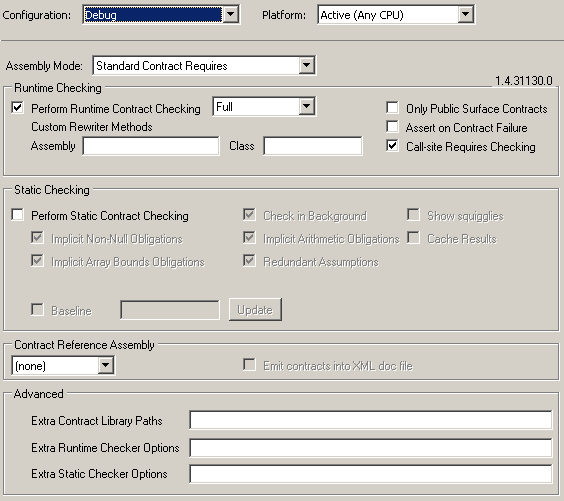 Configuration: Debug Platform: Active (Any CPU)
Assembly Mode: Standard Contract Requires
1.4.31130.0
Runtime Checking
Perform Runtime Contract Checking Full Only Public Surface Contracts
Custom Rewriter Methods Assert on Contract Failure
Assembly Class Call-site Requires Checking
Static Checking
Perform Static Contract Checking Check in Background Show squigglies
Implicit Non-Null Obligations Implicit Arithmetic Obligations Cache Results
Implicit Array Bounds Obligations Redundant Assumptions
Baseline Update
Contract Reference Assembly
(none) Emit contracts into XML doc file
Advanced
Extra Contract Library Paths
Extra Runtime Checker Options
Extra Static Checker Options